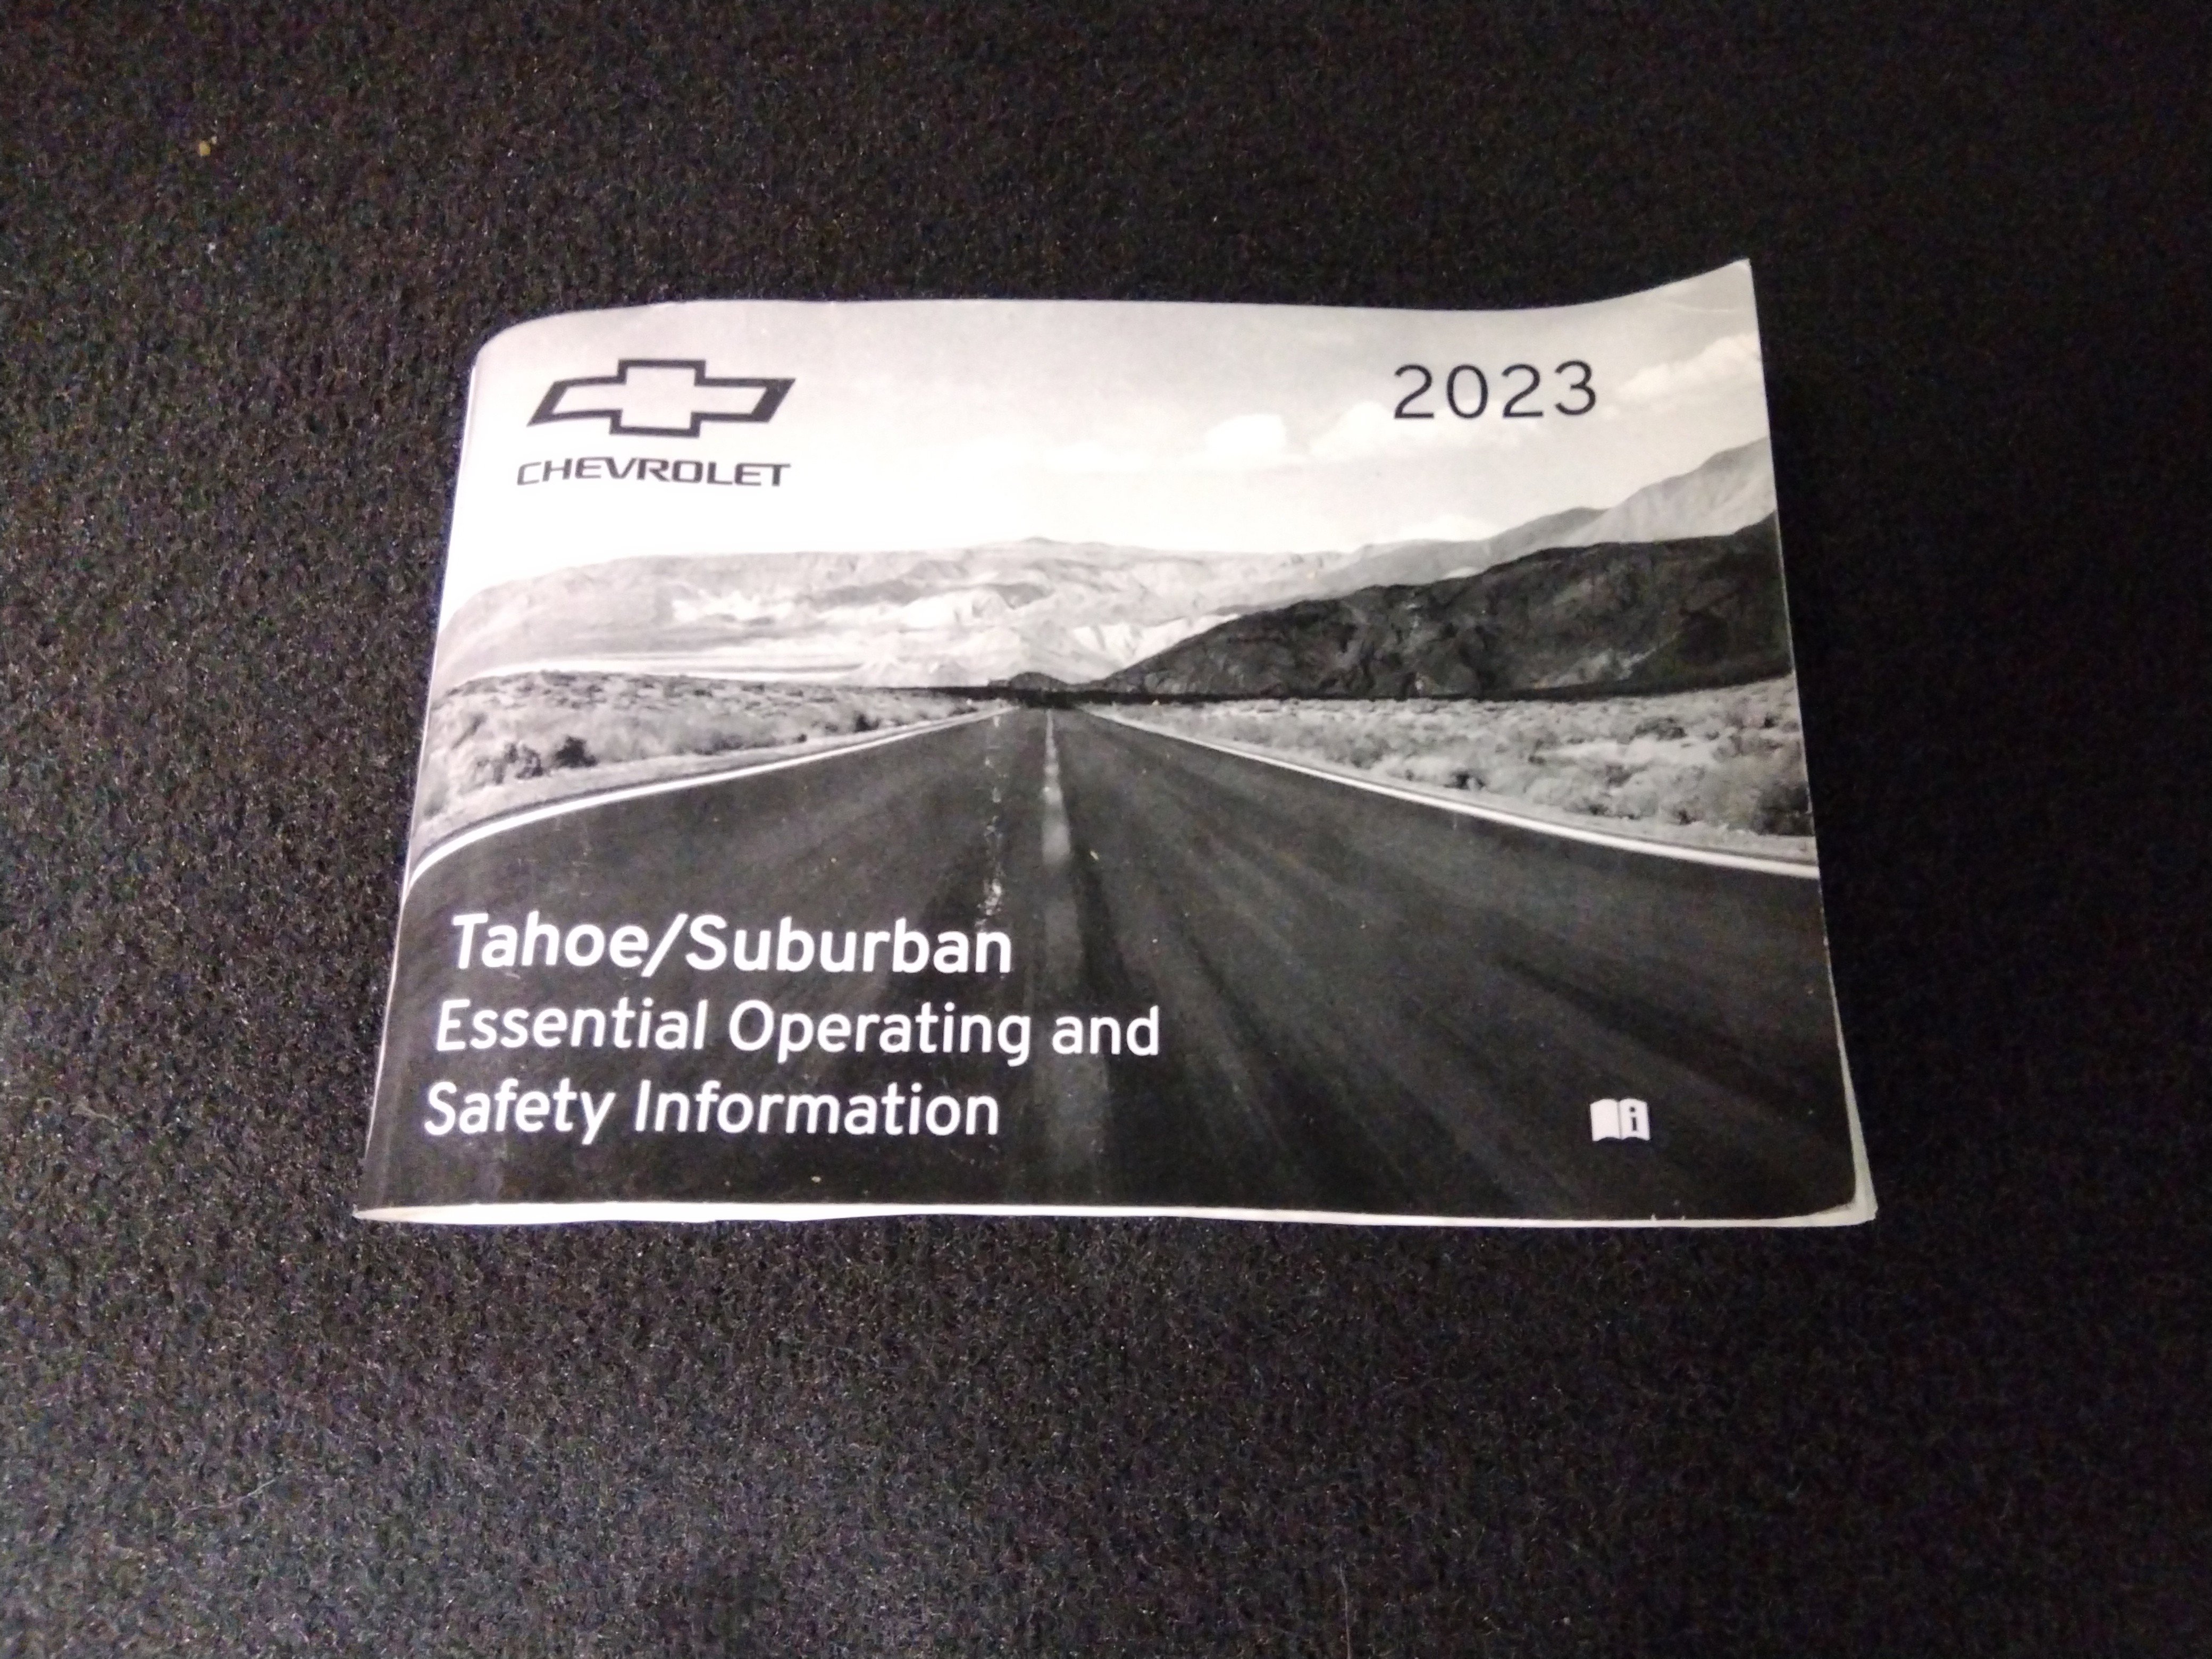 CHEVROLET
2023
Tahoe/Suburban
Essential Operating and
Safety Information
i